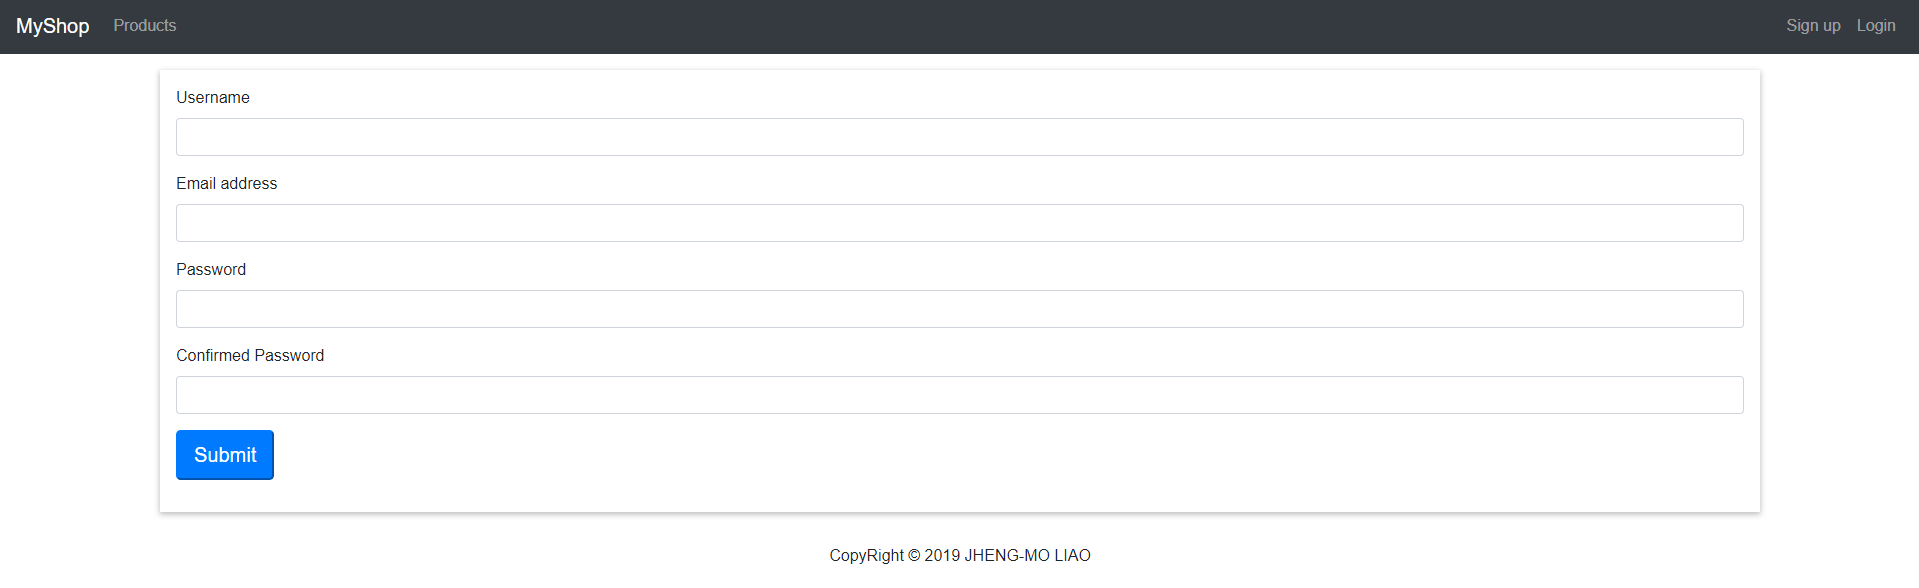 MyShop Products Sign up Login
Username
Email address
Password
Confirmed Password
Submit
CopyRight © 2019 JHENG-MO LIAO